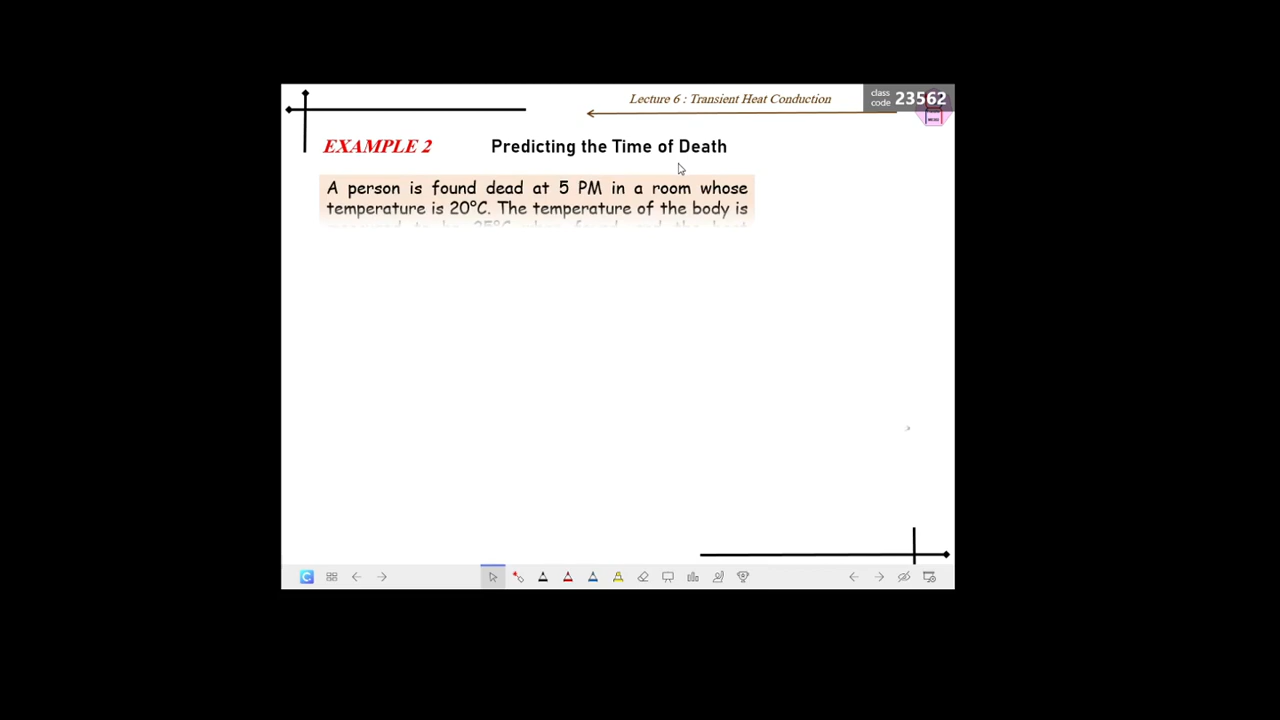 Lecture 6 : Transient Heat Conduction
class code 23562
EXAMPLE 2 Predicting the Time of Death
A person is found dead at 5 PM in a room whose
temperature is 20°C. The temperature of the body is